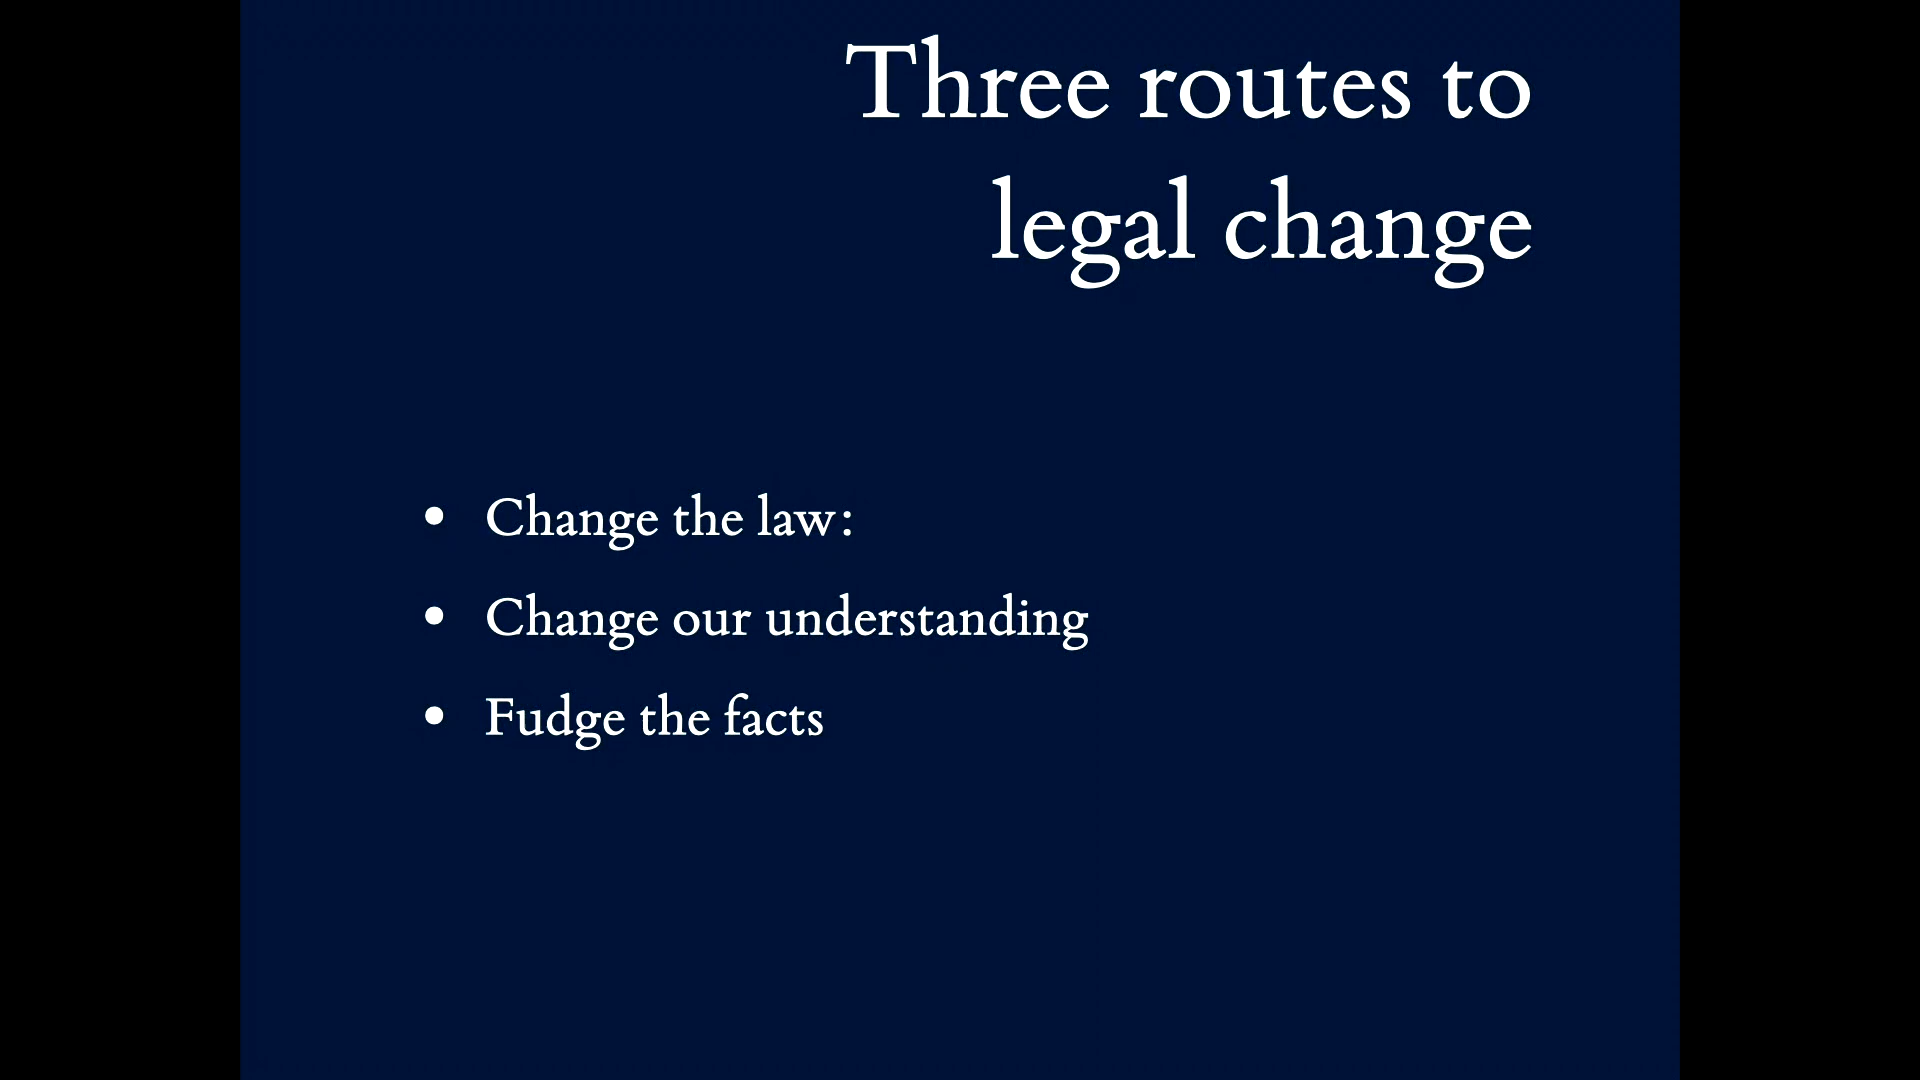 Three routes to
legal change
• Change the law:
• Change our understanding
• Fudge the facts